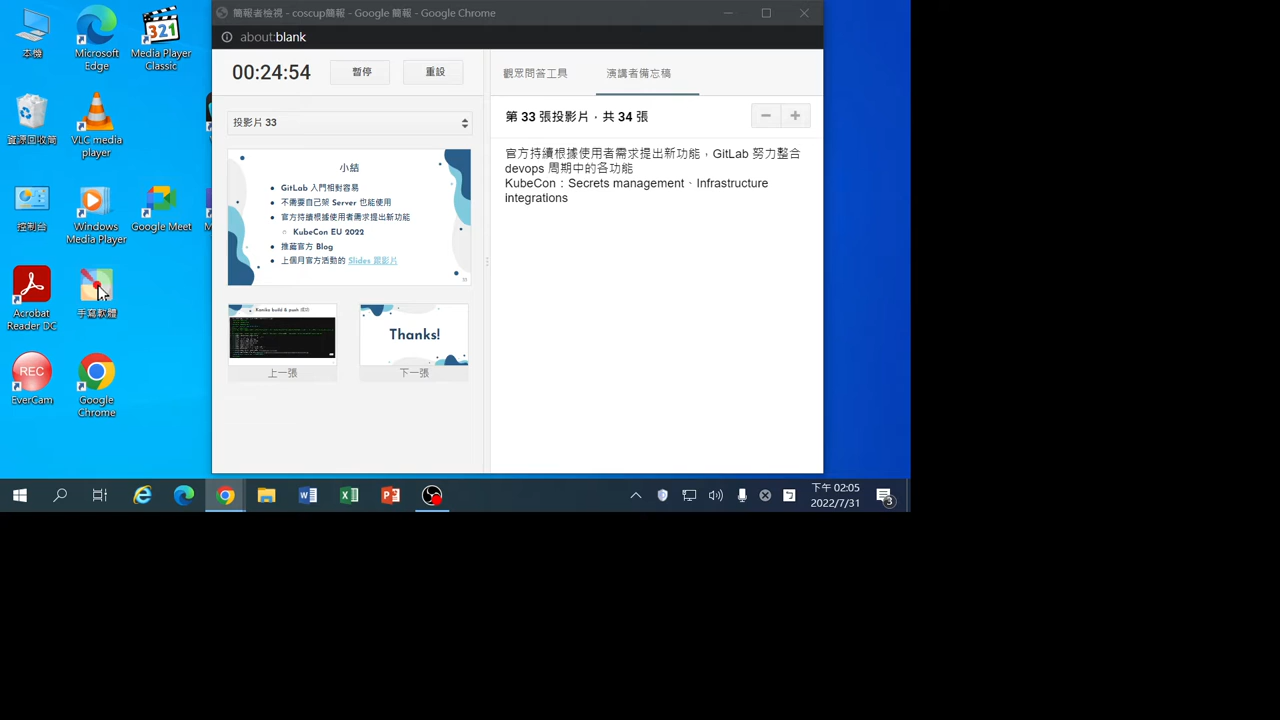 本機
Microsoft
Edge
Media Player
Classic
資源回收筒
VLC media
player
控制台
Windows
Media Player
Google Meet
Acrobat
Reader DC
手寫軟體
REC
EverCam
Google
Chrome
簡報者檢視 - coscup簡報 - Google 簡報 - Google Chrome
about:blank
00:24:54
暫停
重設
投影片 33
小結
GitLab 入門相對容易
不需要自己架 Server 也能使用
官方持續根據使用者需求提出新功能
KubeCon EU 2022
推薦官方 Blog
上個月官方活動的 Slides 跟影片
33
Kaniko build & push 成功
上一張
Thanks!
下一張
觀眾問答工具
演講者備忘稿
第 33 張投影片，共 34 張
官方持續根據使用者需求提出新功能，GitLab 努力整合
devops 周期中的各功能
KubeCon：Secrets management、Infrastructure
integrations
下午 02:05
2022/7/31
3